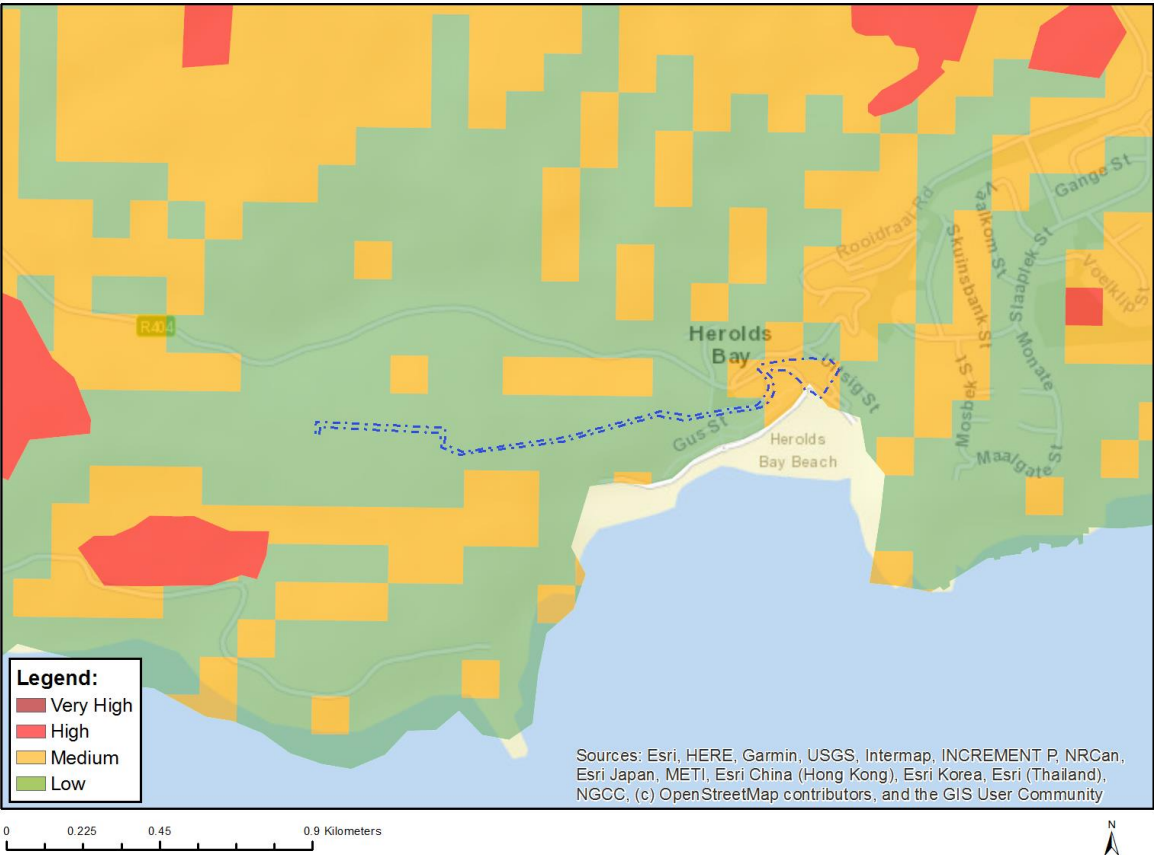 Rooidraai Rd
Gange St
Vaalkom St
Skuinsbank St
Slaaplek St
Voelklip St
R404
Herolds
Bay
Uitsig St
Monate
Mosbek St
Gus St
Herolds
Bay Beach
Maalgate St
Legend:
Very High
High
Medium
Low
Sources: Esri, HERE, Garmin, USGS, Intermap, INCREMENT P, NRCan,
Esri Japan, METI, Esri China (Hong Kong), Esri Korea, Esri (Thailand),
NGCC, (c) OpenStreetMap contributors, and the GIS User Community
0 0.225 0.45 0.9 Kilometers
N